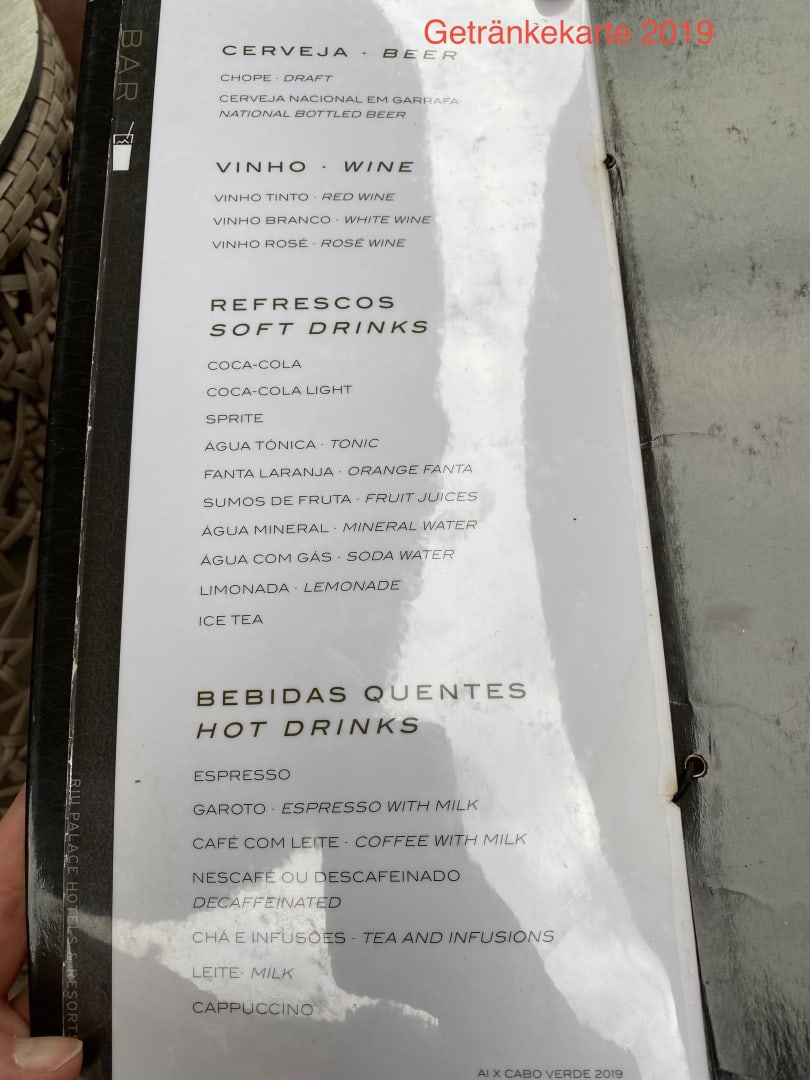 Getränkekarte 2019
BAR
CERVEJA · BEER
CHOPE · DRAFT
CERVEJA NACIONAL EM GARRAFA
NATIONAL BOTTLED BEER
VINHO · WINE
VINHO TINTO · RED WINE
VINHO BRANCO · WHITE WINE
VINHO ROSÉ · ROSÉ WINE
REFRESCOS
SOFT DRINKS
COCA-COLA
COCA-COLA LIGHT
SPRITE
ÁGUA TÓNICA · TONIC
FANTA LARANJA · ORANGE FANTA
SUMOS DE FRUTA · FRUIT JUICES
ÁGUA MINERAL · MINERAL WATER
ÁGUA COM GÁS · SODA WATER
LIMONADA · LEMONADE
ICE TEA
BEBIDAS QUENTES
HOT DRINKS
ESPRESSO
GAROTO · ESPRESSO WITH MILK
CAFÉ COM LEITE · COFFEE WITH MILK
NESCAFÉ OU DESCAFEINADO
DECAFFEINATED
CHÁ E INFUSÕES · TEA AND INFUSIONS
LEITE· MILK
CAPPUCCINO
AI X CABO VERDE 2019
RIU PALACE HOTELS & RESORTS